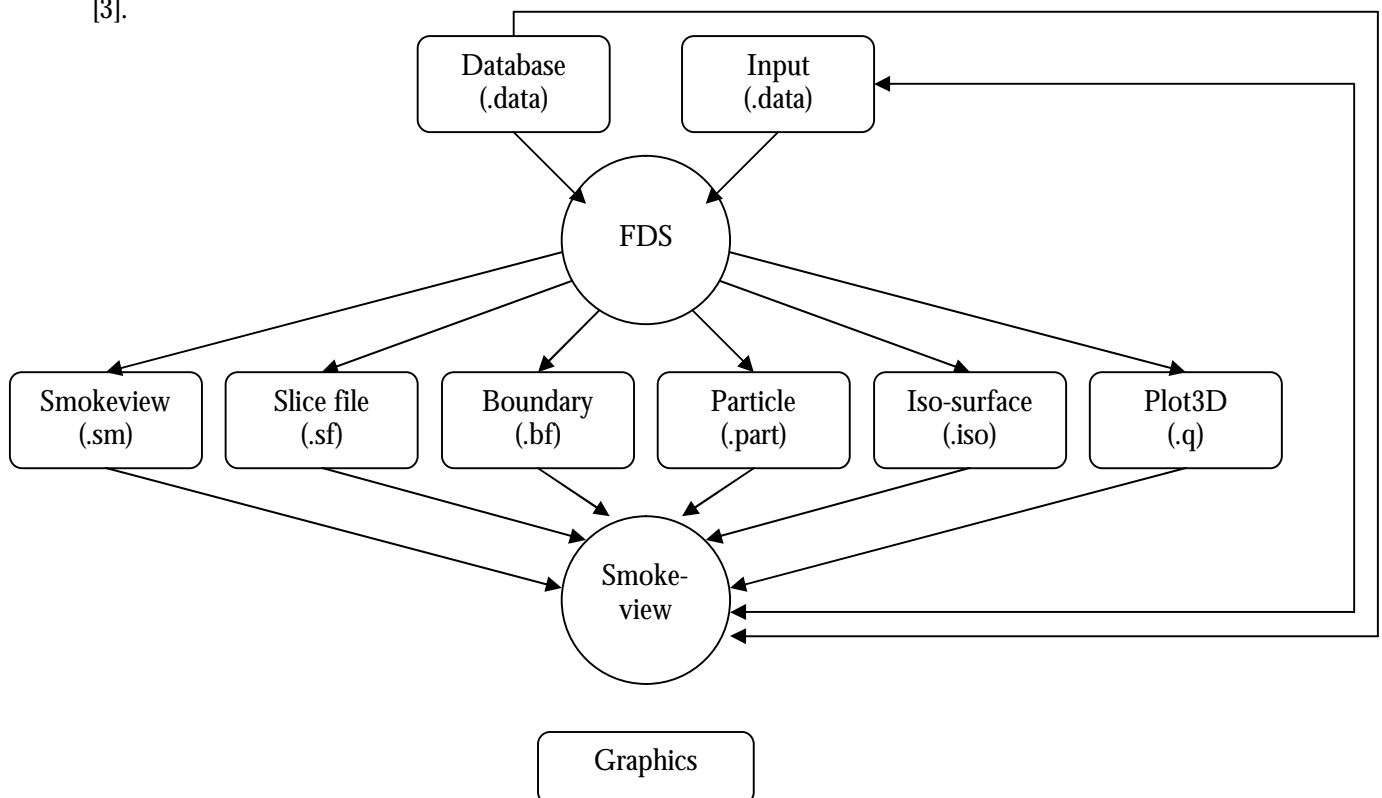 [3].
Database
(.data)
Input
(.data)
FDS
Smokeview
(.sm)
Slice file
(.sf)
Boundary
(.bf)
Particle
(.part)
Iso-surface
(.iso)
Plot3D
(.q)
Smoke-
view
Graphics